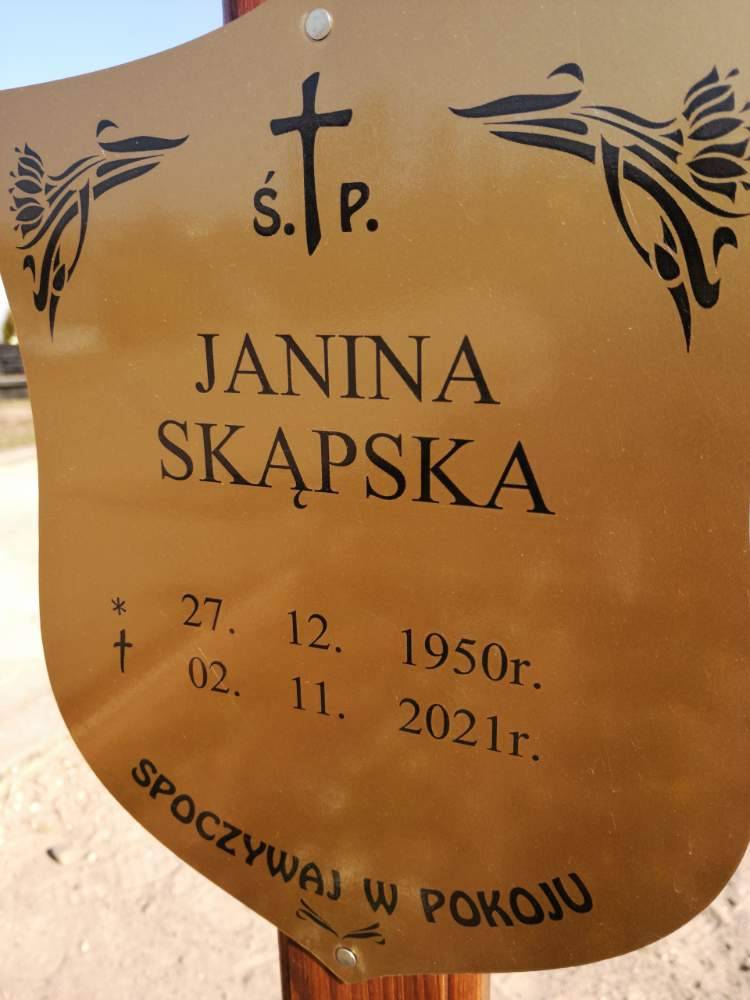 Ś. P.
JANINA
SKĄPSKA
* 27. 12. 1950r.
† 02. 11. 2021r.
SPOCZYWAJ W POKOJU